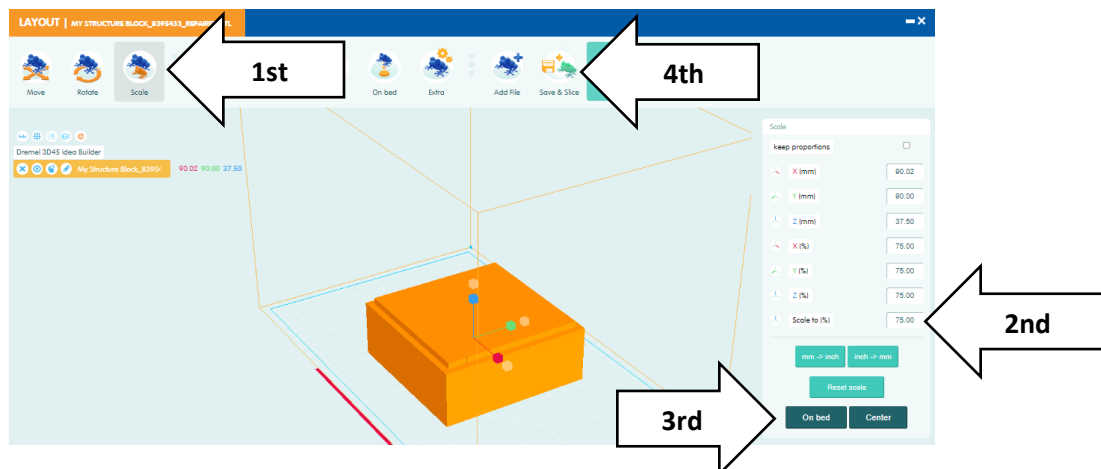 LAYOUT | MY STRUCTURE BLOCK_8395433_REPAIR
1st
4th
Move
Rotate
Scale
On bed
Extra
Add File
Save & Slice
Dremel 3D45 Idea Builder
My Structure Block_83954
90.02 90.00 37.50
Scale
keep proportions
X (mm)
90.02
Y (mm)
90.00
Z (mm)
37.50
X (%)
75.00
Y (%)
75.00
Z (%)
75.00
Scale to (%)
75.00
2nd
mm -> inch
inch -> mm
Reset scale
3rd
On bed
Center